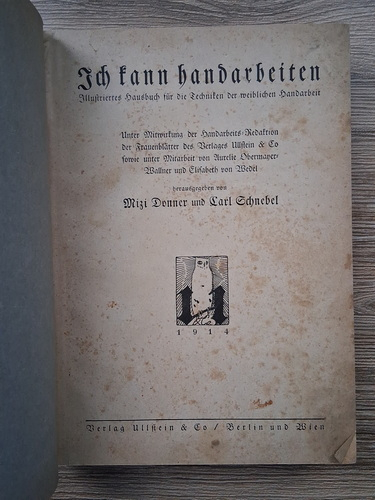 Ich kann handarbeiten
Illustriertes Hausbuch für die Techniken der weiblichen Handarbeit
Unter Mitwirkung der Handarbeits-Redaktion
der Frauenblätter des Verlages Ullstein & Co
sowie unter Mitarbeit von Aurelie Obermayer-
Wallner und Elisabeth von Wedel
herausgegeben von
Mizi Donner und Carl Schnebel
U
1914
Verlag Ullstein & Co / Berlin und Wien